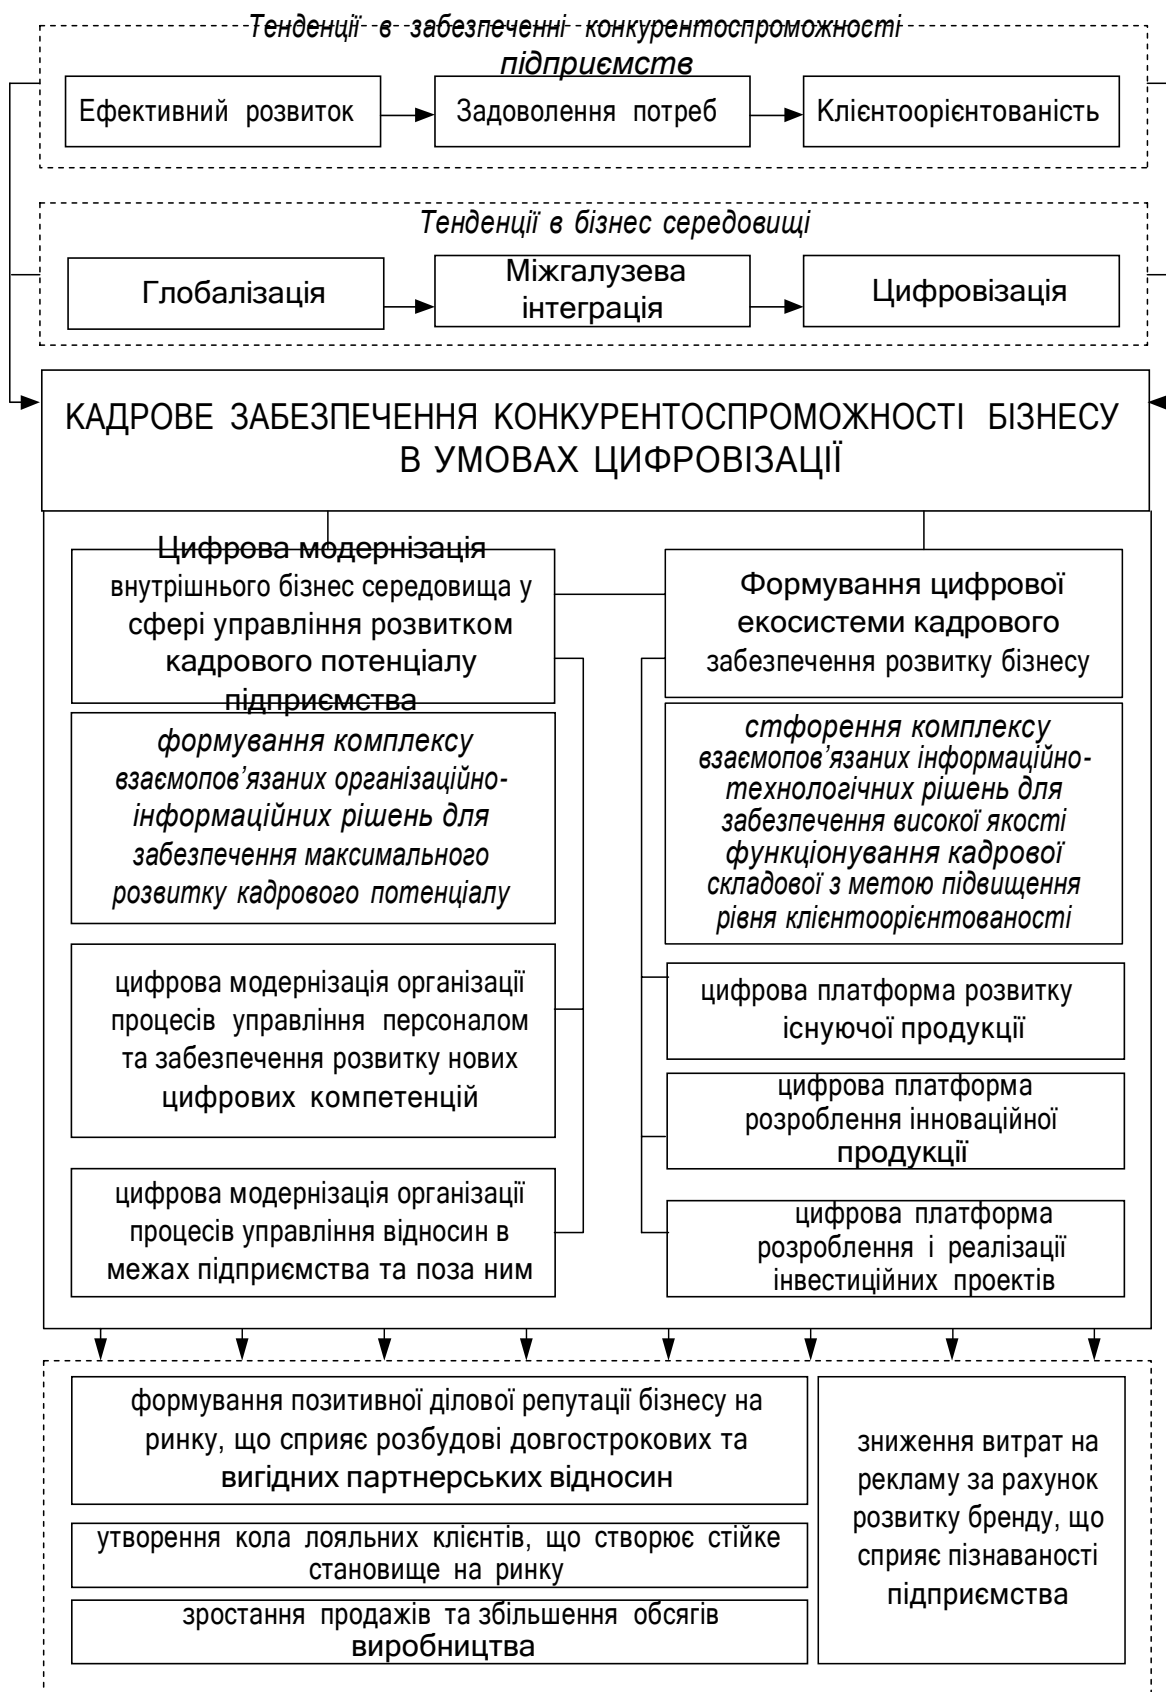 Тенденції в забезпеченні конкурентоспроможності
підприємств
Ефективний розвиток
Задоволення потреб
Клієнтоорієнтованість
Тенденції в бізнес середовищі
Глобалізація
Міжгалузева
інтеграція
Цифровізація
КАДРОВЕ ЗАБЕЗПЕЧЕННЯ КОНКУРЕНТОСПРОМОЖНОСТІ БІЗНЕСУ
В УМОВАХ ЦИФРОВІЗАЦІЇ
Цифрова модернізація
внутрішнього бізнес середовища у
сфері управління розвитком
кадрового потенціалу
підприємства
Формування цифрової
екосистеми кадрового
забезпечення розвитку бізнесу
формування комплексу
взаємопов’язаних організаційно-
інформаційних рішень для
забезпечення максимального
розвитку кадрового потенціалу
стфорення комплексу
взаємопов’язаних інформаційно-
технологічних рішень для
забезпечення високої якості
функціонування кадрової
складової з метою підвищення
рівня клієнтоорієнтованості
цифрова модернізація організації
процесів управління персоналом
та забезпечення розвитку нових
цифрових компетенцій
цифрова платформа розвитку
існуючої продукції
цифрова платформа
розроблення інноваційної
продукції
цифрова модернізація організації
процесів управління відносин в
межах підприємства та поза ним
цифрова платформа
розроблення і реалізації
інвестиційних проектів
формування позитивної ділової репутації бізнесу на
ринку, що сприяє розбудові довгострокових та
вигідних партнерських відносин
утворення кола лояльних клієнтів, що створює стійке
становище на ринку
зростання продажів та збільшення обсягів
виробництва
зниження витрат на
рекламу за рахунок
розвитку бренду, що
сприяє пізнаваності
підприємства